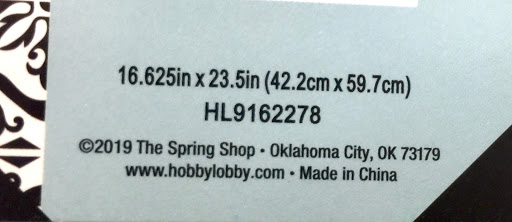 16.625in x 23.5in (42.2cm x 59.7cm)
HL9162278
©2019 The Spring Shop • Oklahoma City, OK 73179
www.hobbylobby.com • Made in China